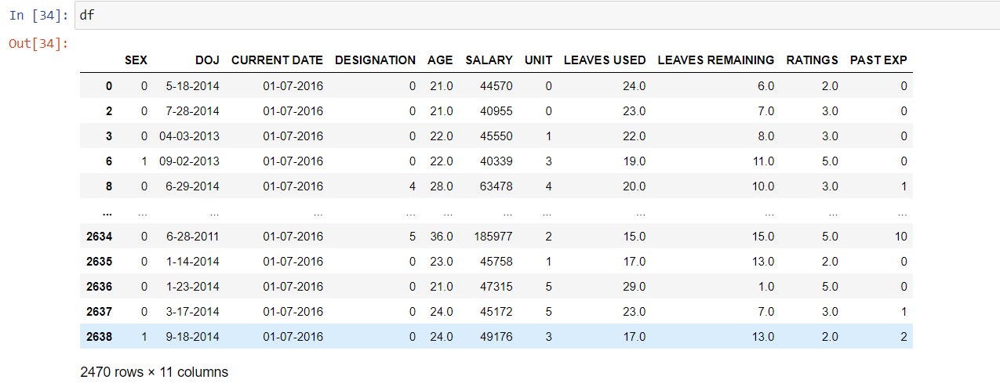 In [34]: df
Out[34]:
SEX DOJ CURRENT DATE DESIGNATION AGE SALARY UNIT LEAVES USED LEAVES REMAINING RATINGS PAST EXP
0 0 5-18-2014 01-07-2016 0 21.0 44570 0 24.0 6.0 2.0 0
2 0 7-28-2014 01-07-2016 0 21.0 40955 0 23.0 7.0 3.0 0
3 0 04-03-2013 01-07-2016 0 22.0 45550 1 22.0 8.0 3.0 0
6 1 09-02-2013 01-07-2016 0 22.0 40339 3 19.0 11.0 5.0 0
8 0 6-29-2014 01-07-2016 4 28.0 63478 4 20.0 10.0 3.0 1
... ... ... ... ... ... ... ... ... ... ... ...
2634 0 6-28-2011 01-07-2016 5 36.0 185977 2 15.0 15.0 5.0 10
2635 0 1-14-2014 01-07-2016 0 23.0 45758 1 17.0 13.0 2.0 0
2636 0 1-23-2014 01-07-2016 0 21.0 47315 5 29.0 1.0 5.0 0
2637 0 3-17-2014 01-07-2016 0 24.0 45172 5 23.0 7.0 3.0 1
2638 1 9-18-2014 01-07-2016 0 24.0 49176 3 17.0 13.0 2.0 2
2470 rows × 11 columns